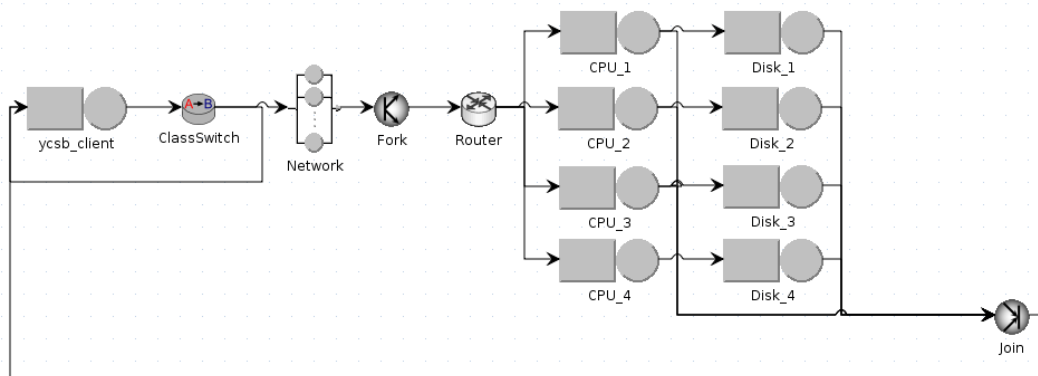 CPU_1
Disk_1
A
B
ycsb_client
ClassSwitch
Network
Fork
Router
CPU_2
Disk_2
CPU_3
Disk_3
CPU_4
Disk_4
Join